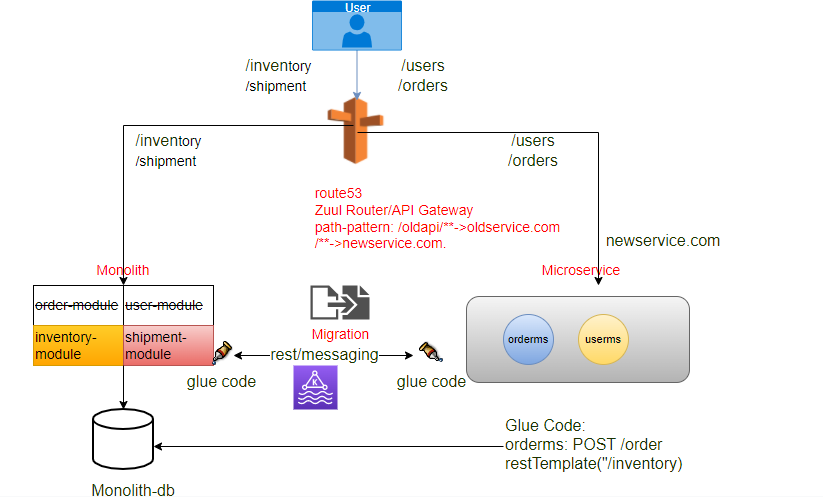 User
/inventory
/shipment
/users
/orders
/inventory
/shipment
/users
/orders
route53
Zuul Router/API Gateway
path-pattern: /oldapi/**->oldservice.com
/**->newservice.com.
newservice.com
Monolith
Microservice
order-module
user-module
inventory-
module
shipment-
module
Migration
rest/messaging
glue code
glue code
K
orderms
userms
Glue Code:
orderms: POST /order
restTemplate("/inventory)
Monolith-db